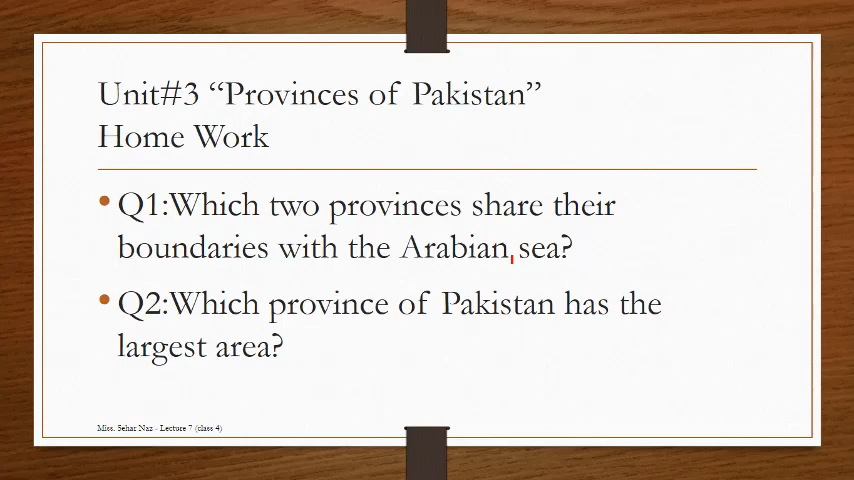 Unit#3 “Provinces of Pakistan”
Home Work
• Q1:Which two provinces share their
boundaries with the Arabian sea?
• Q2:Which province of Pakistan has the
largest area?
Miss. Sehar Naz - Lecture 7 (class 4)